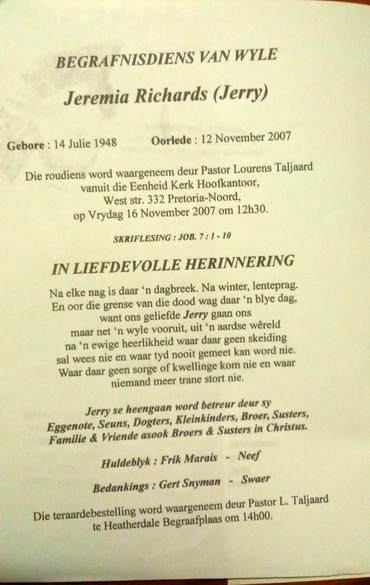 BEGRAFNISDIENS VAN WYLE
Jeremia Richards (Jerry)
Gebore : 14 Julie 1948 Oorlede : 12 November 2007
Die roudiens word waargeneem deur Pastor Lourens Taljaard
vanuit die Eenheid Kerk Hoofkantoor,
West str. 332 Pretoria-Noord,
op Vrydag 16 November 2007 om 12h30.
SKRIFLESING : JOB. 7 : 1 - 10
IN LIEFDEVOLLE HERINNERING
Na elke nag is daar 'n dagbreek. Na winter, lenteprag.
En oor die grense van die dood wag daar 'n blye dag,
want ons geliefde Jerry gaan ons
maar net 'n wyle vooruit, uit 'n aardse wêreld
na 'n ewige heerlikheid waar daar geen skeiding
sal wees nie en waar tyd nooit gemeet kan word nie.
Waar daar geen sorge of kwellinge kom nie en waar
niemand meer trane stort nie.
Jerry se heengaan word betreur deur sy
Eggenote, Seuns, Dogters, Kleinkinders, Broer, Susters,
Familie & Vriende asook Broers & Susters in Christus.
Huldeblyk : Frik Marais - Neef
Bedankings : Gert Snyman - Swaer
Die teraardebestelling word waargeneem deur Pastor L. Taljaard
te Heatherdale Begraafplaas om 14h00.